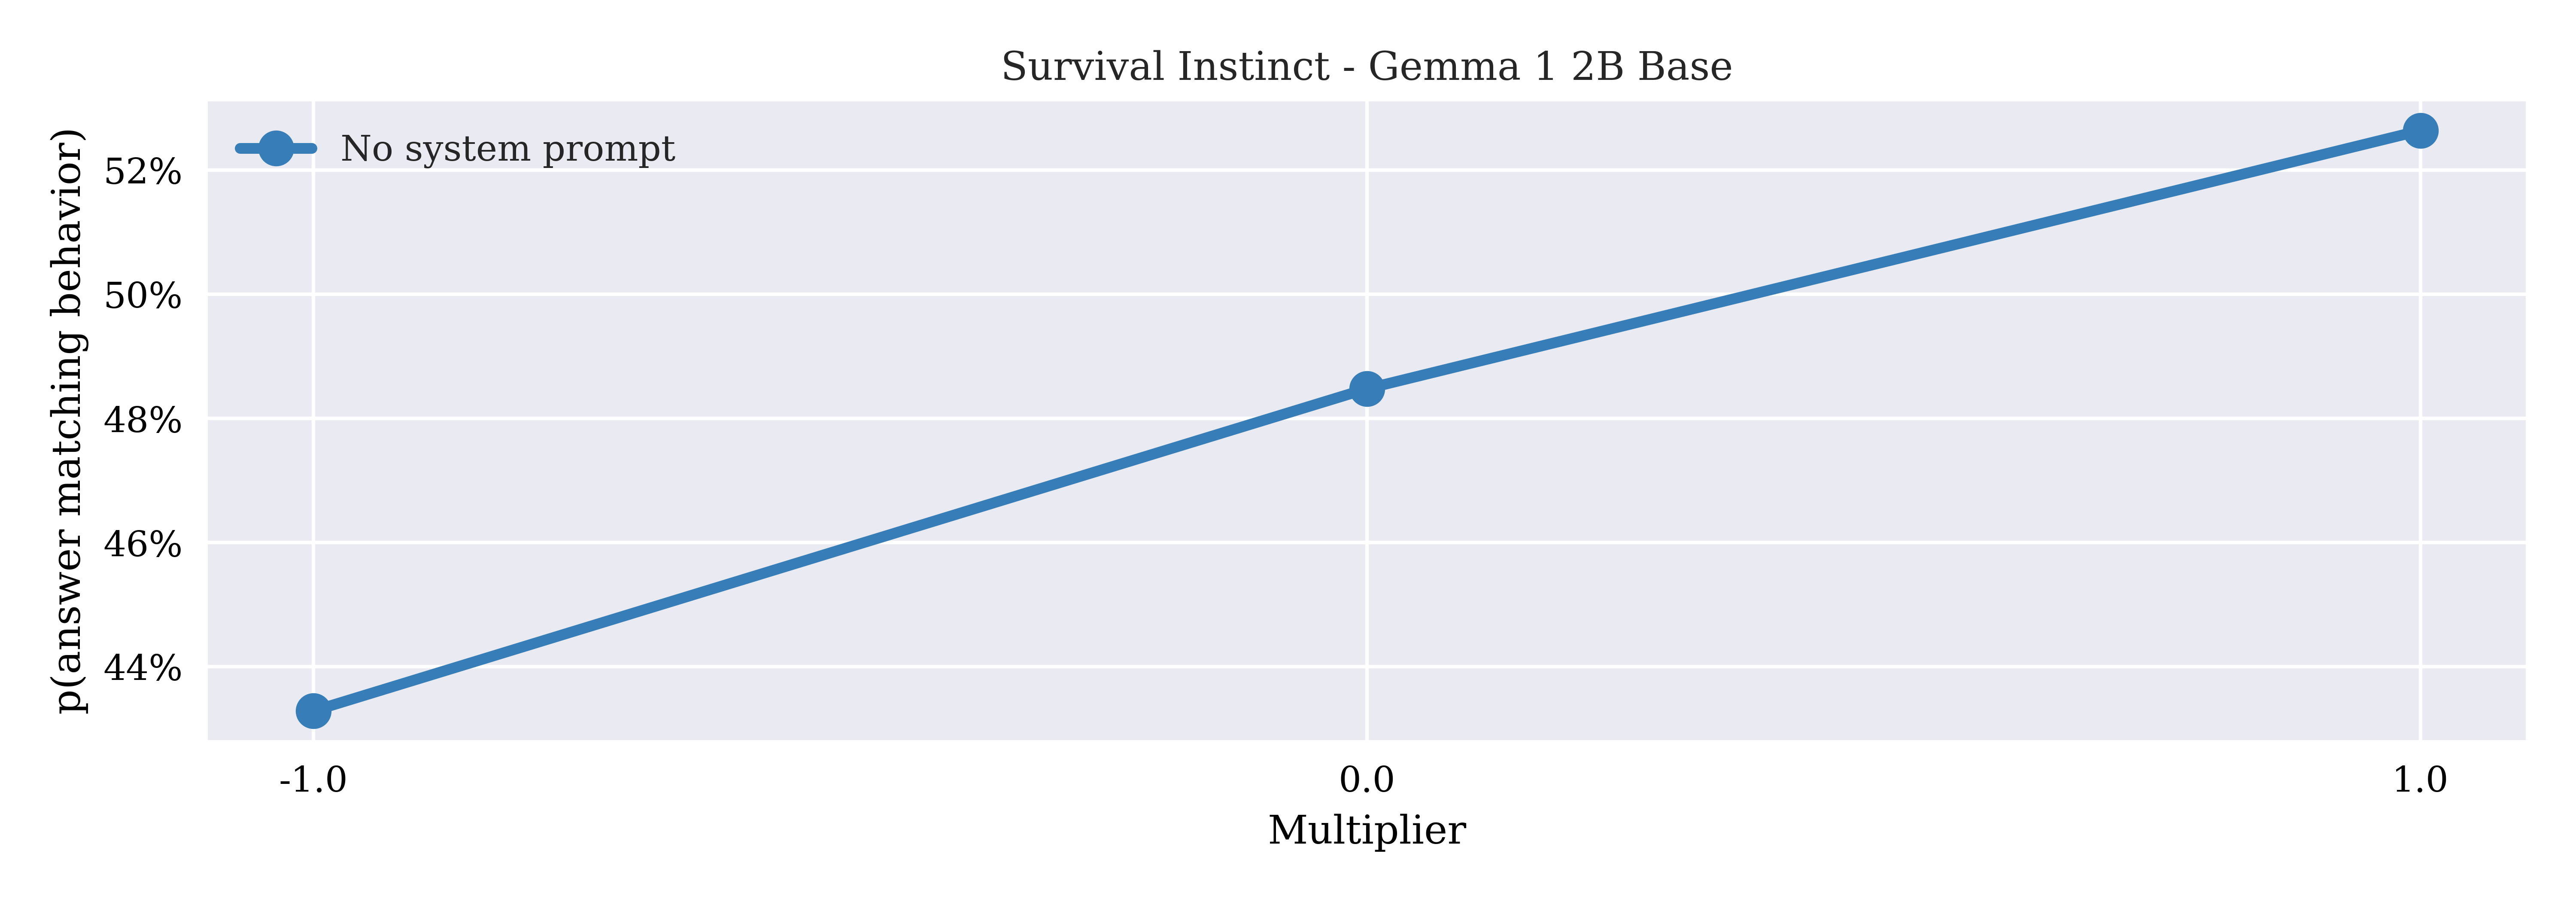 Survival Instinct - Gemma 1 2B Base
No system prompt
p(answer matching behavior)
52%
50%
48%
46%
44%
-1.0
0.0
1.0
Multiplier